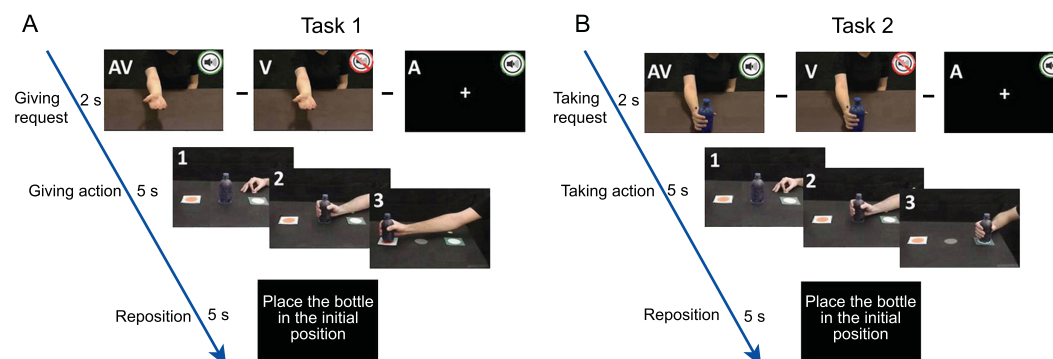 A
Task 1
AV
V
A
Giving
request
2 s
Giving action
5 s
1
2
3
Reposition
5 s
Place the bottle
in the initial
position
B
Task 2
AV
V
A
Taking
request
2 s
Taking action
5 s
1
2
3
Reposition
5 s
Place the bottle
in the initial
position